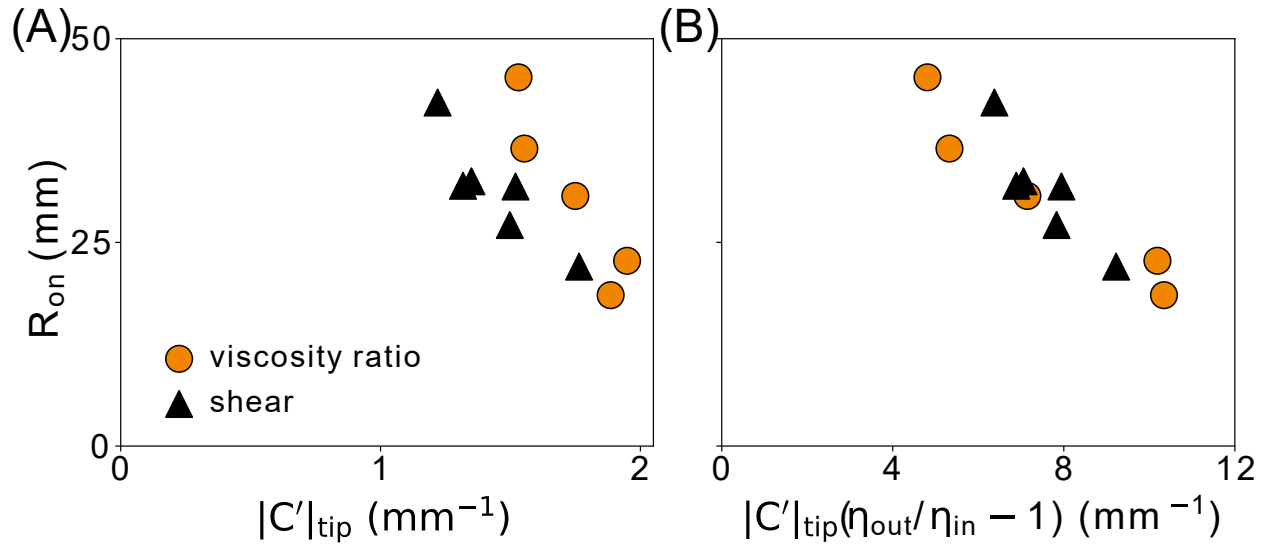 (A)
(B)
50
25
0
R_on (mm)
viscosity ratio
shear
0 1 2
0 4 8 12
|C′|_tip (mm⁻¹)
|C′|_tip(η_out/η_in − 1) (mm⁻¹)